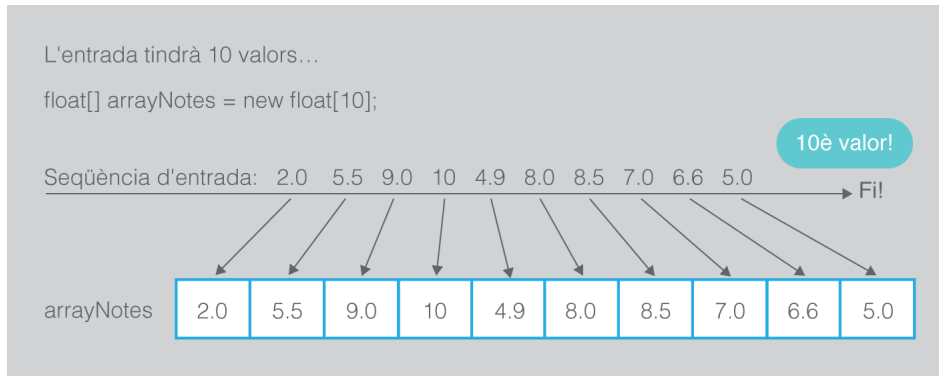 L'entrada tindrà 10 valors...
float[] arrayNotes = new float[10];
10è valor!
Seqüència d'entrada: 2.0 5.5 9.0 10 4.9 8.0 8.5 7.0 6.6 5.0 Fi!
arrayNotes 2.0 5.5 9.0 10 4.9 8.0 8.5 7.0 6.6 5.0